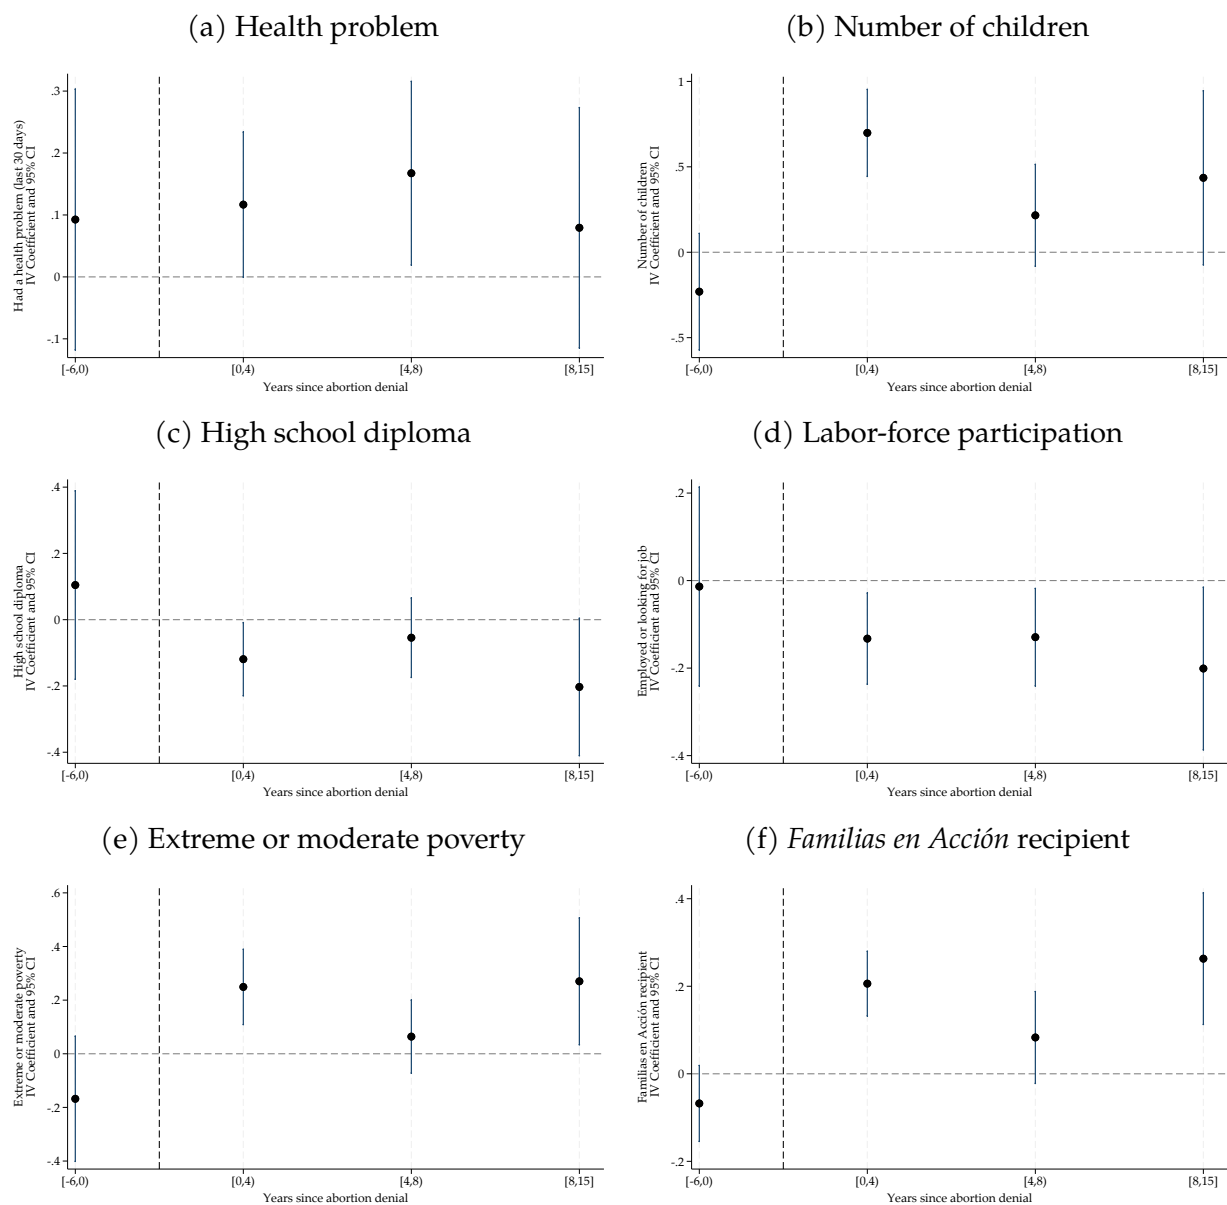 (a) Health problem
Had a health problem (last 30 days)
IV Coefficient and 95% CI
.3
.2
.1
0
-.1
[-6,0) [0,4) [4,8) [8,15]
Years since abortion denial
(b) Number of children
Number of children
IV Coefficient and 95% CI
1
.5
0
-.5
[-6,0) [0,4) [4,8) [8,15]
Years since abortion denial
(c) High school diploma
High school diploma
IV Coefficient and 95% CI
.4
.2
0
-.2
-.4
[-6,0) [0,4) [4,8) [8,15]
Years since abortion denial
(d) Labor-force participation
Employed or looking for job
IV Coefficient and 95% CI
.2
0
-.2
-.4
[-6,0) [0,4) [4,8) [8,15]
Years since abortion denial
(e) Extreme or moderate poverty
Extreme or moderate poverty
IV Coefficient and 95% CI
.6
.4
.2
0
-.2
-.4
[-6,0) [0,4) [4,8) [8,15]
Years since abortion denial
(f) Familias en Acción recipient
Familias en Acción recipient
IV Coefficient and 95% CI
.4
.2
0
-.2
[-6,0) [0,4) [4,8) [8,15]
Years since abortion denial